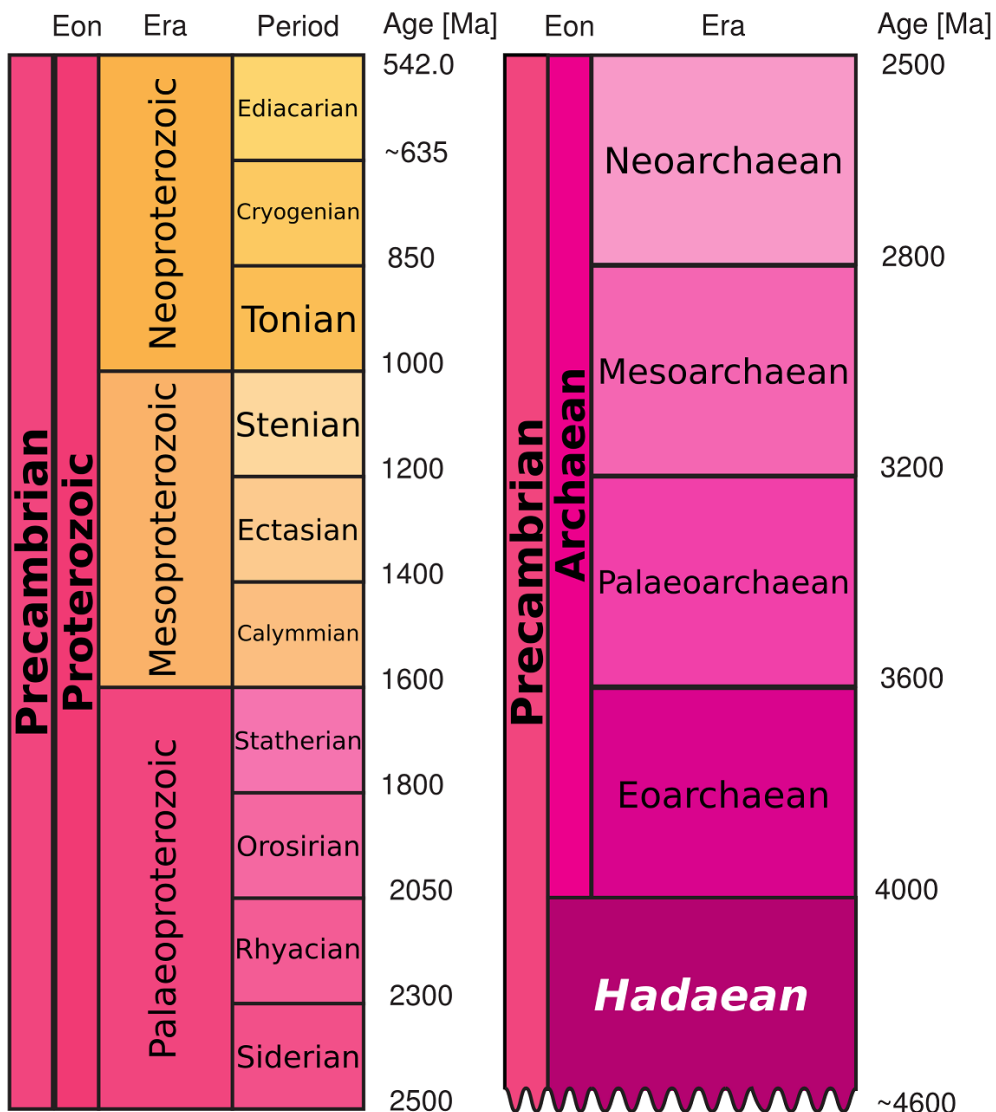 Eon Era Period Age [Ma]
Precambrian
Proterozoic
Neoproterozoic
542.0
Ediacarian
~635
Cryogenian
850
Tonian
1000
Mesoproterozoic
Stenian
1200
Ectasian
1400
Calymmian
1600
Palaeoproterozoic
Statherian
1800
Orosirian
2050
Rhyacian
2300
Siderian
2500
Eon Era Age [Ma]
Precambrian
Archaean
2500
Neoarchaean
2800
Mesoarchaean
3200
Palaeoarchaean
3600
Eoarchaean
4000
Hadaean
~4600